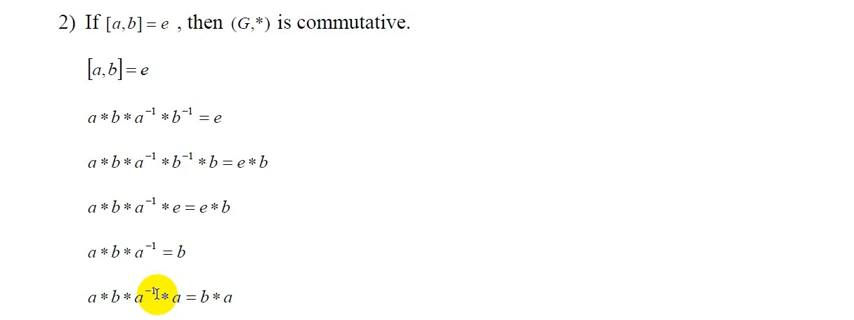 2) If [a,b] = e , then (G,*) is commutative.
[a,b] = e
a * b * a⁻¹ * b⁻¹ = e
a * b * a⁻¹ * b⁻¹ * b = e * b
a * b * a⁻¹ * e = e * b
a * b * a⁻¹ = b
a * b * a⁻¹ * a = b * a